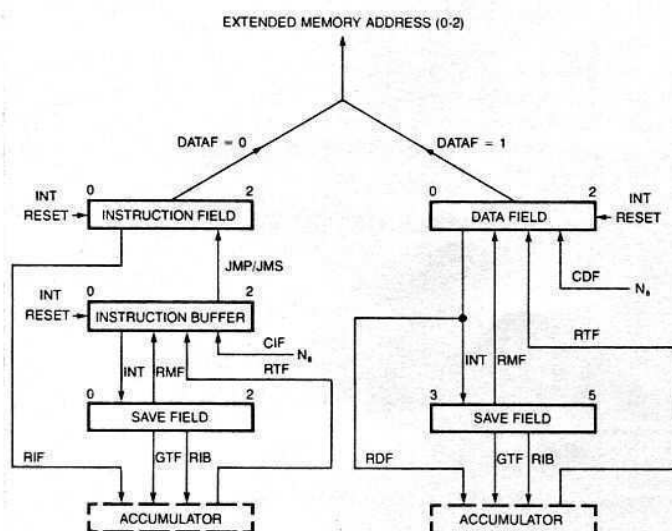 EXTENDED MEMORY ADDRESS (0-2)
DATAF = 0
DATAF = 1
INT
RESET
0
2
INSTRUCTION FIELD
0
2
DATA FIELD
INT
RESET
JMP/JMS
CDF
N₈
INT
RESET
0
2
INSTRUCTION BUFFER
CIF
N₈
INT
RMF
RTF
INT
RMF
RTF
0
2
SAVE FIELD
3
5
SAVE FIELD
RIF
GTF
RIB
RDF
GTF
RIB
ACCUMULATOR
ACCUMULATOR